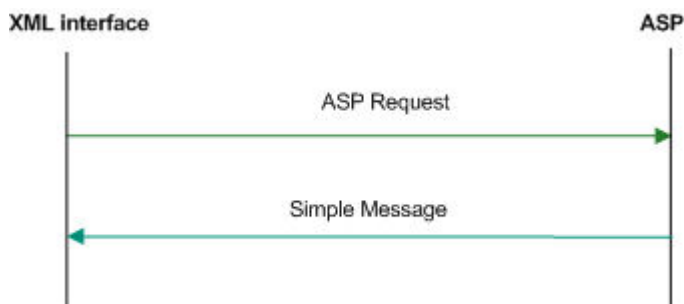 XML interface
ASP
ASP Request
Simple Message